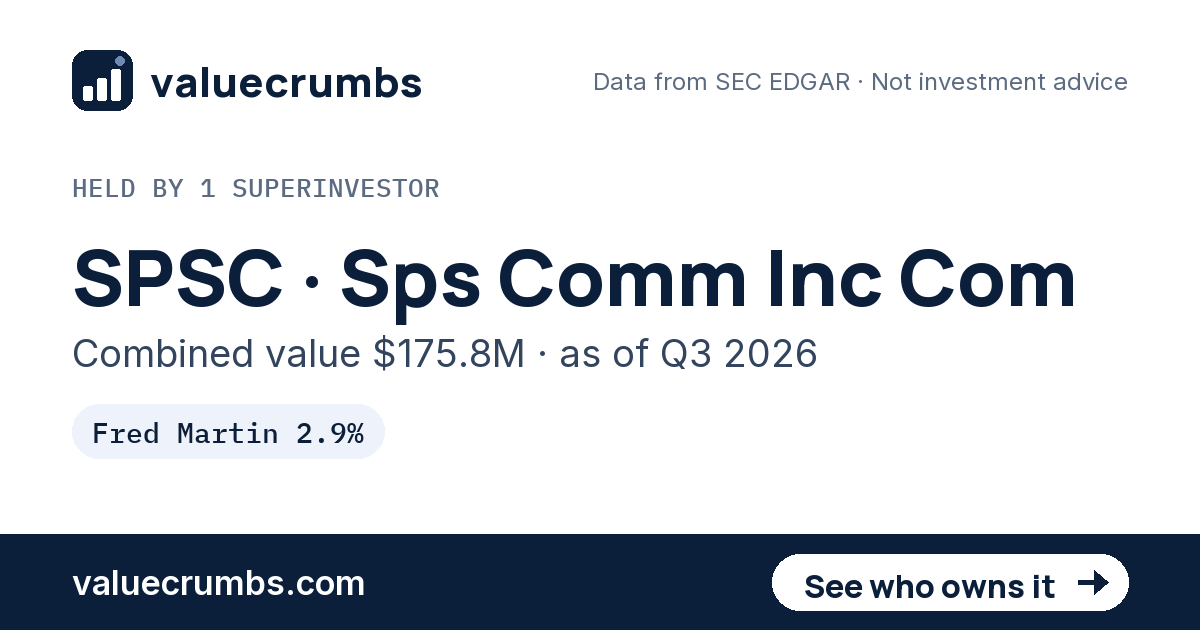 valuecrumbs
Data from SEC EDGAR · Not investment advice
HELD BY 1 SUPERINVESTOR
SPSC · Sps Comm Inc Com
Combined value $175.8M · as of Q3 2026
Fred Martin 2.9%
valuecrumbs.com
See who owns it →